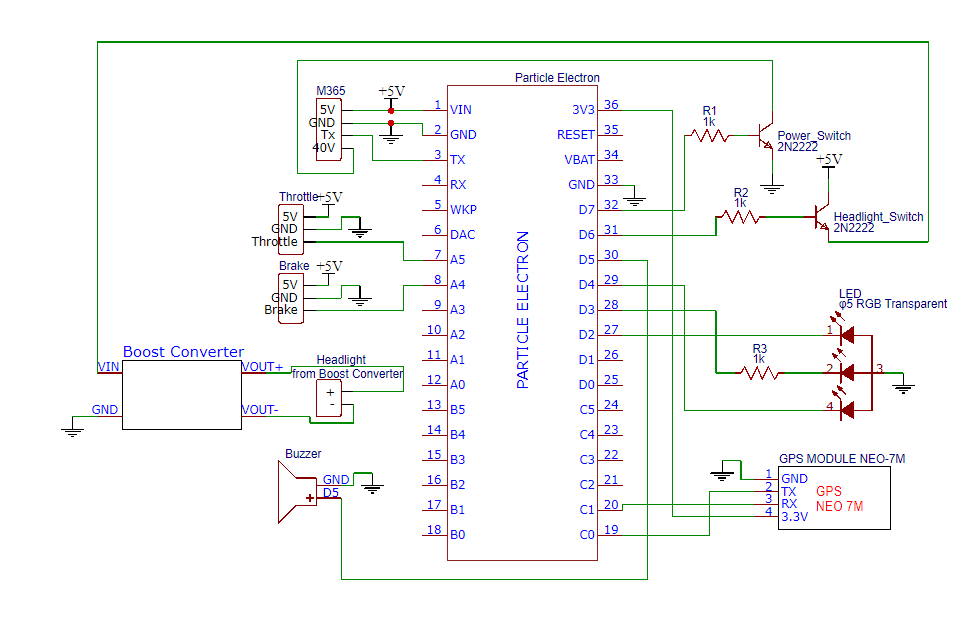 Particle Electron
M365
5V
GND
Tx
40V
+5V
1 VIN
2 GND
3 TX
4 RX
5 WKP
6 DAC
7 A5
8 A4
9 A3
10 A2
11 A1
12 A0
13 B5
14 B4
15 B3
16 B2
17 B1
18 B0
PARTICLE ELECTRON
3V3 36
RESET 35
VBAT 34
GND 33
D7 32
D6 31
D5 30
D4 29
D3 28
D2 27
D1 26
D0 25
C5 24
C4 23
C3 22
C2 21
C1 20
C0 19
Throttle +5V
5V
GND
Throttle
Brake +5V
5V
GND
Brake
Boost Converter
VIN
GND
VOUT+
VOUT-
Headlight
from Boost Converter
+
-
Buzzer
GND
D5
+
R1
1k
Power_Switch
2N2222
+5V
R2
1k
Headlight_Switch
2N2222
LED
φ5 RGB Transparent
1
2
3
4
R3
1k
GPS MODULE NEO-7M
1 GND
2 TX
3 RX
4 3.3V
GPS
NEO 7M